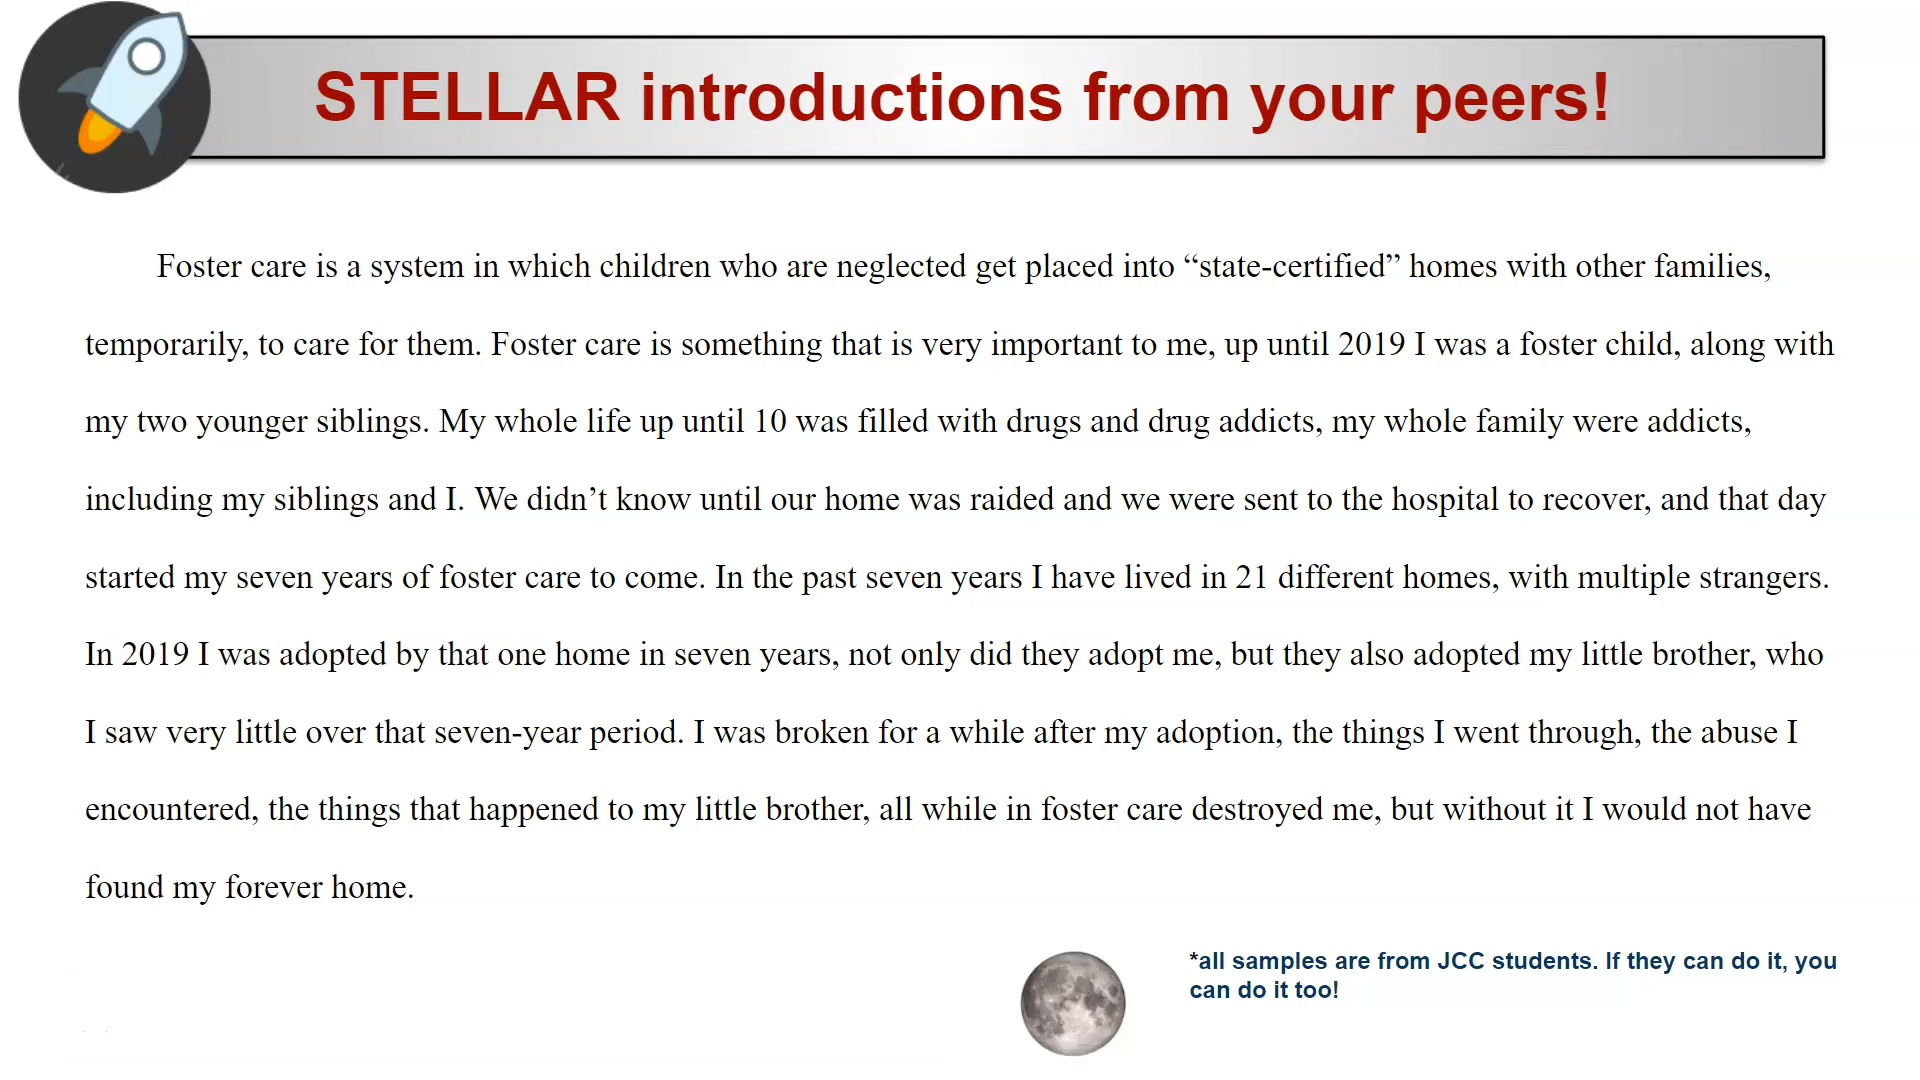 STELLAR introductions from your peers!
Foster care is a system in which children who are neglected get placed into “state-certified” homes with other families,
temporarily, to care for them. Foster care is something that is very important to me, up until 2019 I was a foster child, along with
my two younger siblings. My whole life up until 10 was filled with drugs and drug addicts, my whole family were addicts,
including my siblings and I. We didn’t know until our home was raided and we were sent to the hospital to recover, and that day
started my seven years of foster care to come. In the past seven years I have lived in 21 different homes, with multiple strangers.
In 2019 I was adopted by that one home in seven years, not only did they adopt me, but they also adopted my little brother, who
I saw very little over that seven-year period. I was broken for a while after my adoption, the things I went through, the abuse I
encountered, the things that happened to my little brother, all while in foster care destroyed me, but without it I would not have
found my forever home.
*all samples are from JCC students. If they can do it, you
can do it too!